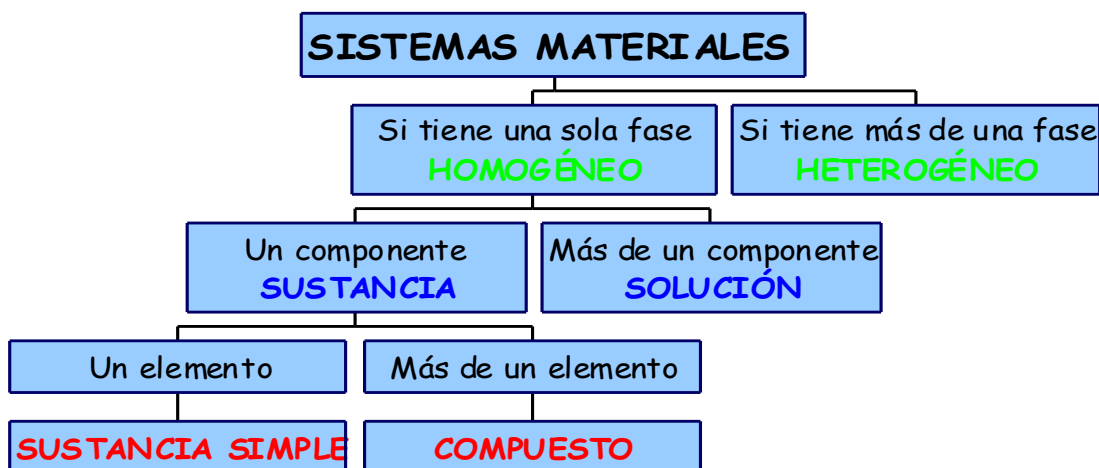 SISTEMAS MATERIALES
Si tiene una sola fase
HOMOGÉNEO
Si tiene más de una fase
HETEROGÉNEO
Un componente
SUSTANCIA
Más de un componente
SOLUCIÓN
Un elemento
Más de un elemento
SUSTANCIA SIMPLE
COMPUESTO